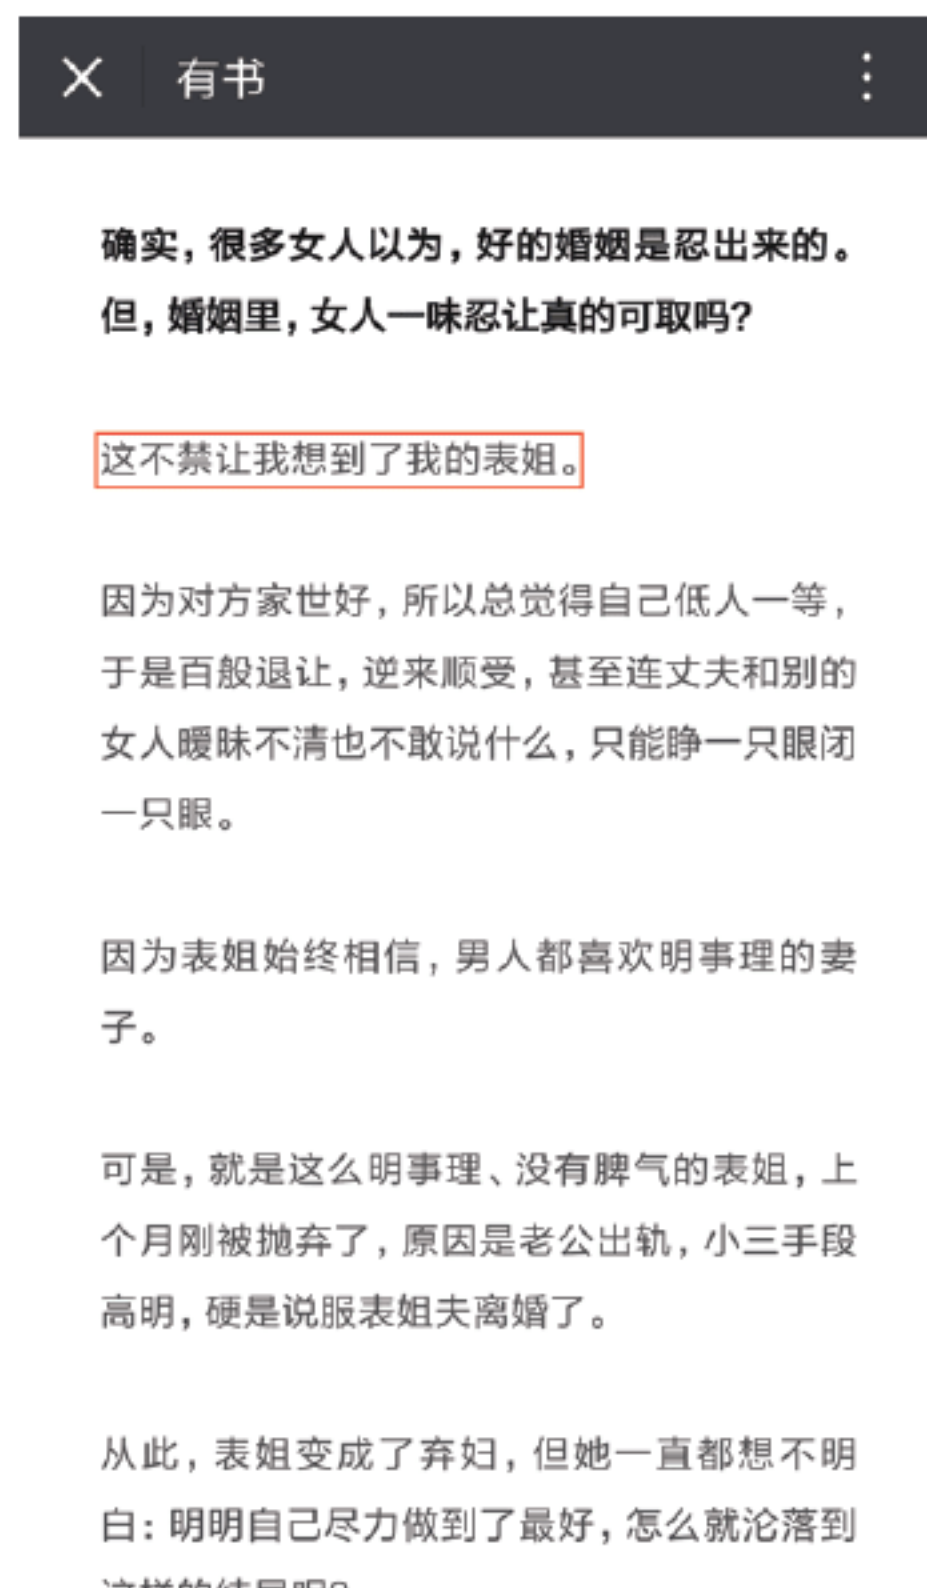 有书
确实，很多女人以为，好的婚姻是忍出来的。
但，婚姻里，女人一味忍让真的可取吗？
这不禁让我想到了我的表姐。
因为对方家世好，所以总觉得自己低人一等，
于是百般退让，逆来顺受，甚至连丈夫和别的
女人暧昧不清也不敢说什么，只能睁一只眼闭
一只眼。
因为表姐始终相信，男人都喜欢明事理的妻
子。
可是，就是这么明事理、没有脾气的表姐，上
个月刚被抛弃了，原因是老公出轨，小三手段
高明，硬是说服表姐夫离婚了。
从此，表姐变成了弃妇，但她一直都想不明
白：明明自己尽力做到了最好，怎么就沦落到